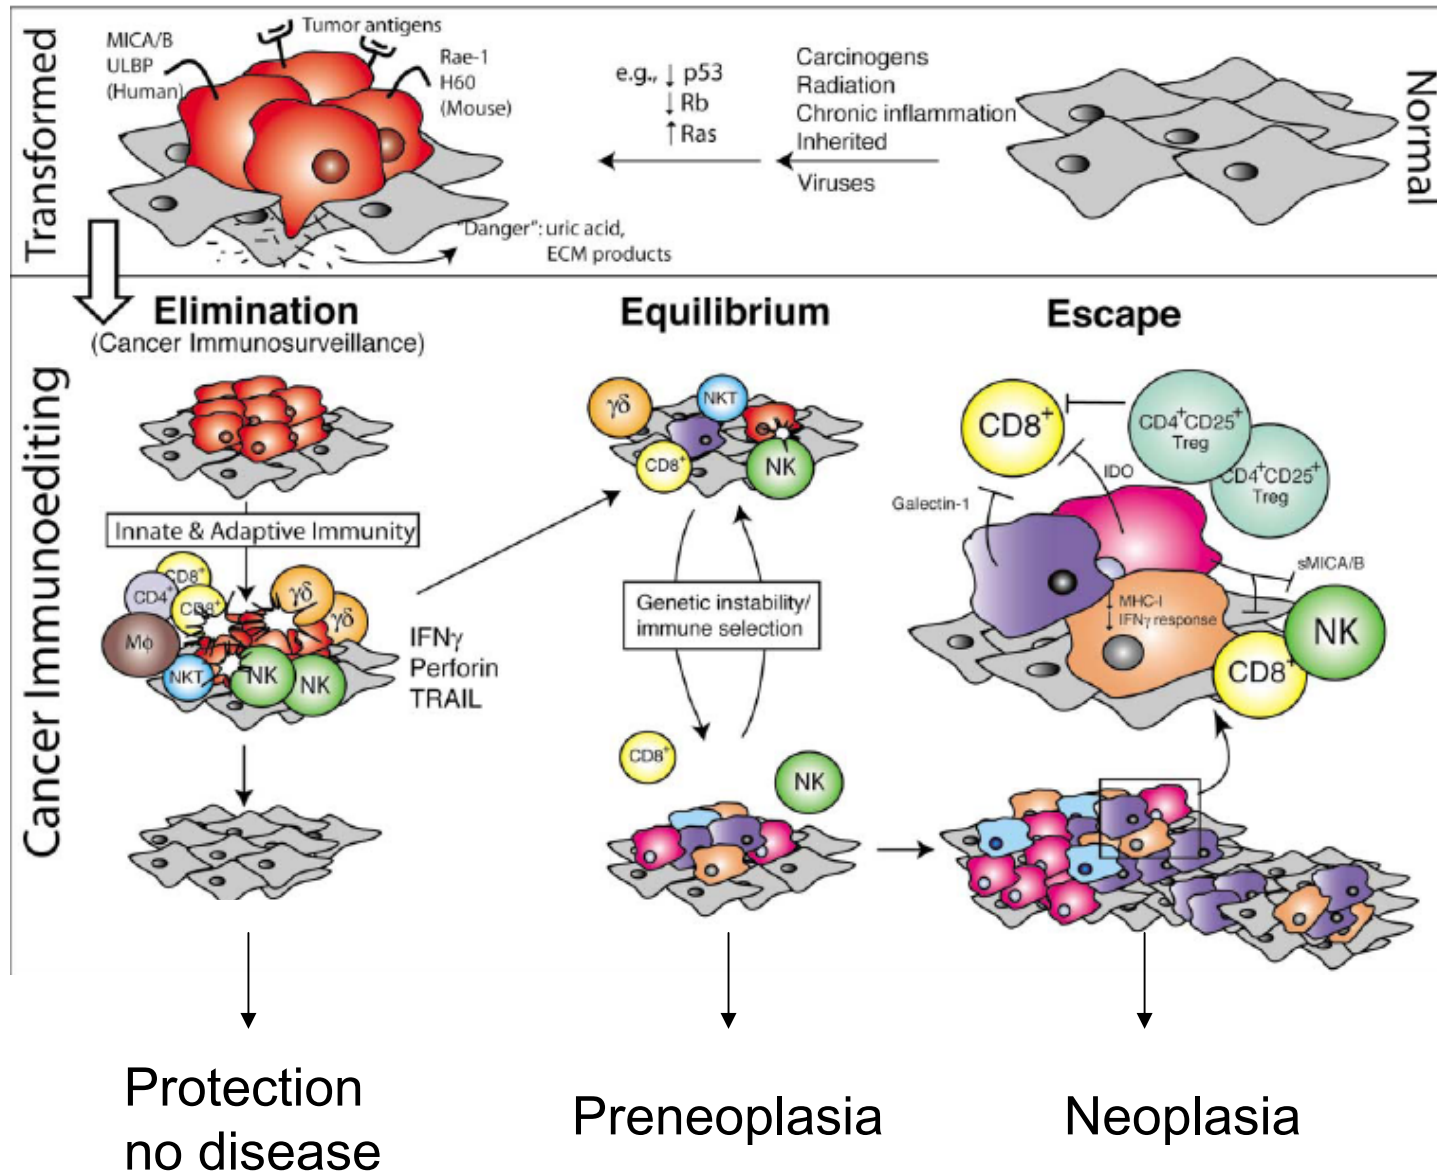 Transformed
MICA/B
ULBP
(Human)
Tumor antigens
Rae-1
H60
(Mouse)
e.g., ↓ p53
↓ Rb
↑ Ras
Carcinogens
Radiation
Chronic inflammation
Inherited
Viruses
Normal
"Danger": uric acid,
ECM products
Cancer Immunoediting
Elimination
(Cancer Immunosurveillance)
Innate & Adaptive Immunity
CD8+
CD4+
CD8+
γδ
γδ
Mφ
NKT
NK
NK
IFNγ
Perforin
TRAIL
Equilibrium
γδ
NKT
CD8+
NK
Genetic instability/
immune selection
CD8+
NK
Escape
CD8+
CD4+CD25+
Treg
CD4+CD25+
Treg
IDO
Galectin-1
sMICA/B
MHC-I
IFNγ response
NK
CD8+
Protection
no disease
Preneoplasia
Neoplasia